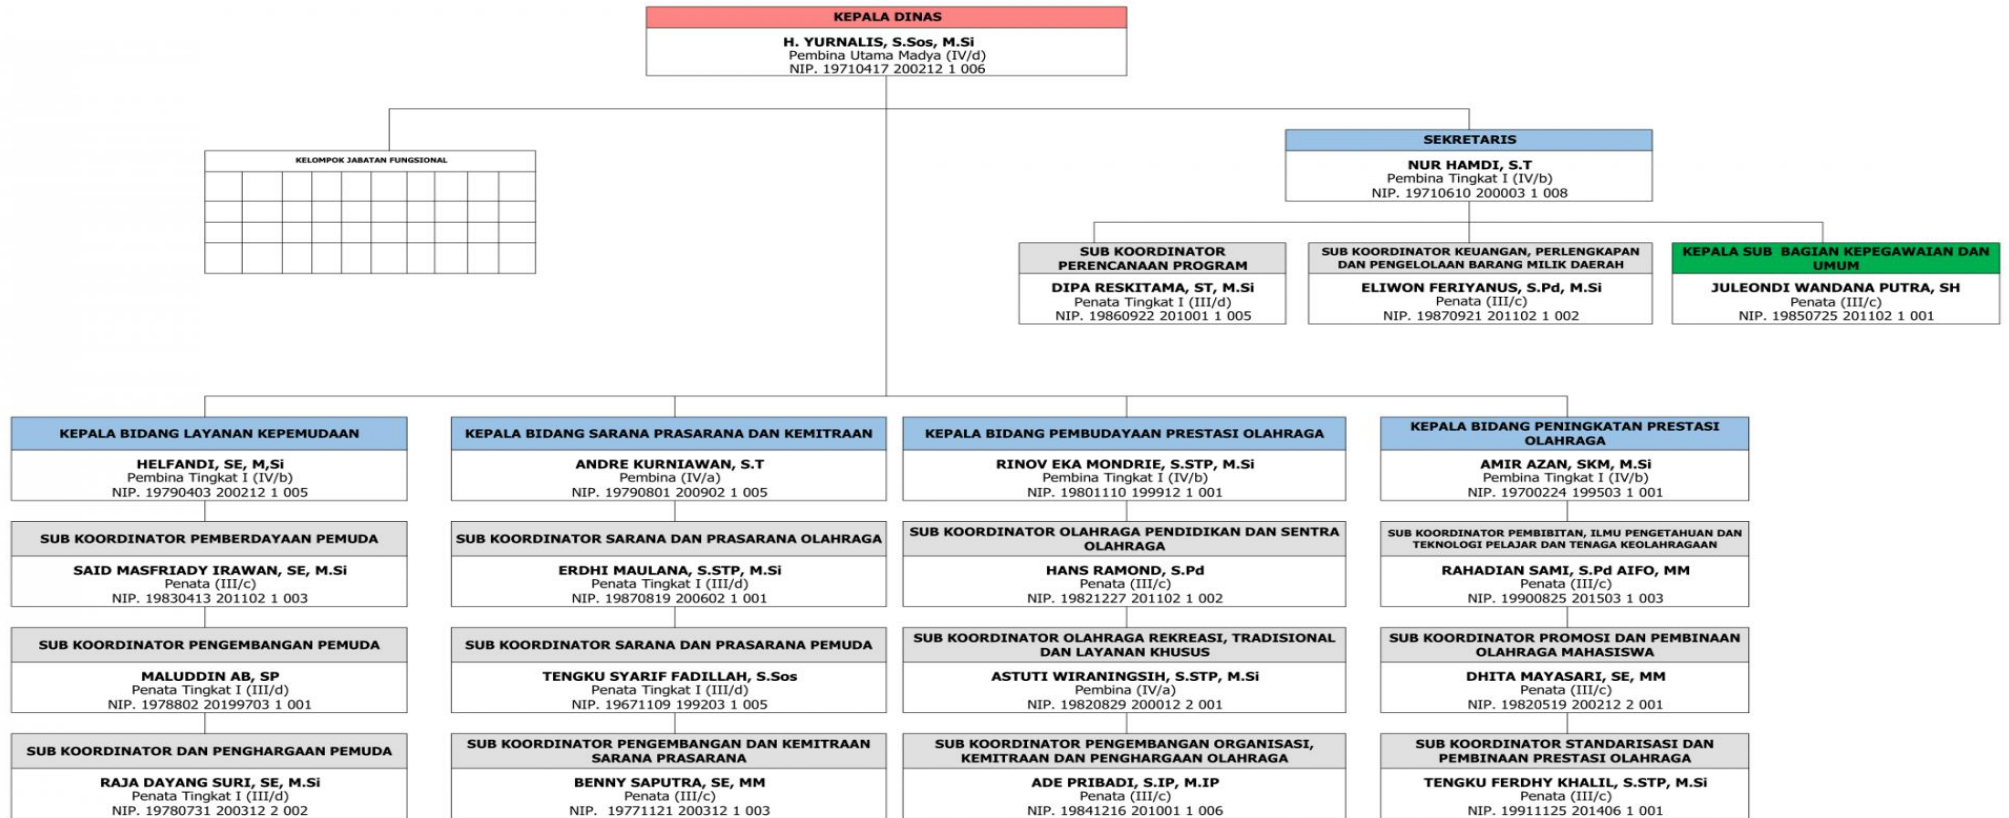 KEPALA DINAS
H. YURNALIS, S.Sos, M.Si
Pembina Utama Madya (IV/d)
NIP. 19710417 200212 1 006
KELOMPOK JABATAN FUNGSIONAL
SEKRETARIS
NUR HAMDI, S.T
Pembina Tingkat I (IV/b)
NIP. 19710610 200003 1 008
SUB KOORDINATOR
PERENCANAAN PROGRAM
DIPA RESKITAMA, ST, M.Si
Penata Tingkat I (III/d)
NIP. 19860922 201001 1 005
SUB KOORDINATOR KEUANGAN, PERLENGKAPAN
DAN PENGELOLAAN BARANG MILIK DAERAH
ELIWON FERIYANUS, S.Pd, M.Si
Penata (III/c)
NIP. 19870921 201102 1 002
KEPALA SUB BAGIAN KEPEGAWAIAN DAN
UMUM
JULEONDI WANDANA PUTRA, SH
Penata (III/c)
NIP. 19850725 201102 1 001
KEPALA BIDANG LAYANAN KEPEMUDAAN
HELFANDI, SE, M,Si
Pembina Tingkat I (IV/b)
NIP. 19790403 200212 1 005
SUB KOORDINATOR PEMBERDAYAAN PEMUDA
SAID MASFRIADY IRAWAN, SE, M.Si
Penata (III/c)
NIP. 19830413 201102 1 003
SUB KOORDINATOR PENGEMBANGAN PEMUDA
MALUDDIN AB, SP
Penata Tingkat I (III/d)
NIP. 1978802 20199703 1 001
SUB KOORDINATOR DAN PENGHARGAAN PEMUDA
RAJA DAYANG SURI, SE, M.Si
Penata Tingkat I (III/d)
NIP. 19780731 200312 2 002
KEPALA BIDANG SARANA PRASARANA DAN KEMITRAAN
ANDRE KURNIAWAN, S.T
Pembina (IV/a)
NIP. 19790801 200902 1 005
SUB KOORDINATOR SARANA DAN PRASARANA OLAHRAGA
ERDHI MAULANA, S.STP, M.Si
Penata Tingkat I (III/d)
NIP. 19870819 200602 1 001
SUB KOORDINATOR SARANA DAN PRASARANA PEMUDA
TENGKU SYARIF FADILLAH, S.Sos
Penata Tingkat I (III/d)
NIP. 19671109 199203 1 005
SUB KOORDINATOR PENGEMBANGAN DAN KEMITRAAN
SARANA PRASARANA
BENNY SAPUTRA, SE, MM
Penata (III/c)
NIP. 19771121 200312 1 003
KEPALA BIDANG PEMBUDAYAAN PRESTASI OLAHRAGA
RINOV EKA MONDRIE, S.STP, M.Si
Pembina Tingkat I (IV/b)
NIP. 19801110 199912 1 001
SUB KOORDINATOR OLAHRAGA PENDIDIKAN DAN SENTRA
OLAHRAGA
HANS RAMOND, S.Pd
Penata (III/c)
NIP. 19821227 201102 1 002
SUB KOORDINATOR OLAHRAGA REKREASI, TRADISIONAL
DAN LAYANAN KHUSUS
ASTUTI WIRANINGSIH, S.STP, M.Si
Pembina (IV/a)
NIP. 19820829 200012 2 001
SUB KOORDINATOR PENGEMBANGAN ORGANISASI,
KEMITRAAN DAN PENGHARGAAN OLAHRAGA
ADE PRIBADI, S.IP, M.IP
Penata (III/c)
NIP. 19841216 201001 1 006
KEPALA BIDANG PENINGKATAN PRESTASI
OLAHRAGA
AMIR AZAN, SKM, M.Si
Pembina Tingkat I (IV/b)
NIP. 19700224 199503 1 001
SUB KOORDINATOR PEMBIBITAN, ILMU PENGETAHUAN DAN
TEKNOLOGI PELAJAR DAN TENAGA KEOLAHRAGAAN
RAHADIAN SAMI, S.Pd AIFO, MM
Penata (III/c)
NIP. 19900825 201503 1 003
SUB KOORDINATOR PROMOSI DAN PEMBINAAN
OLAHRAGA MAHASISWA
DHITA MAYASARI, SE, MM
Penata (III/c)
NIP. 19820519 200212 2 001
SUB KOORDINATOR STANDARISASI DAN
PEMBINAAN PRESTASI OLAHRAGA
TENGKU FERDHY KHALIL, S.STP, M.Si
Penata (III/c)
NIP. 19911125 201406 1 001